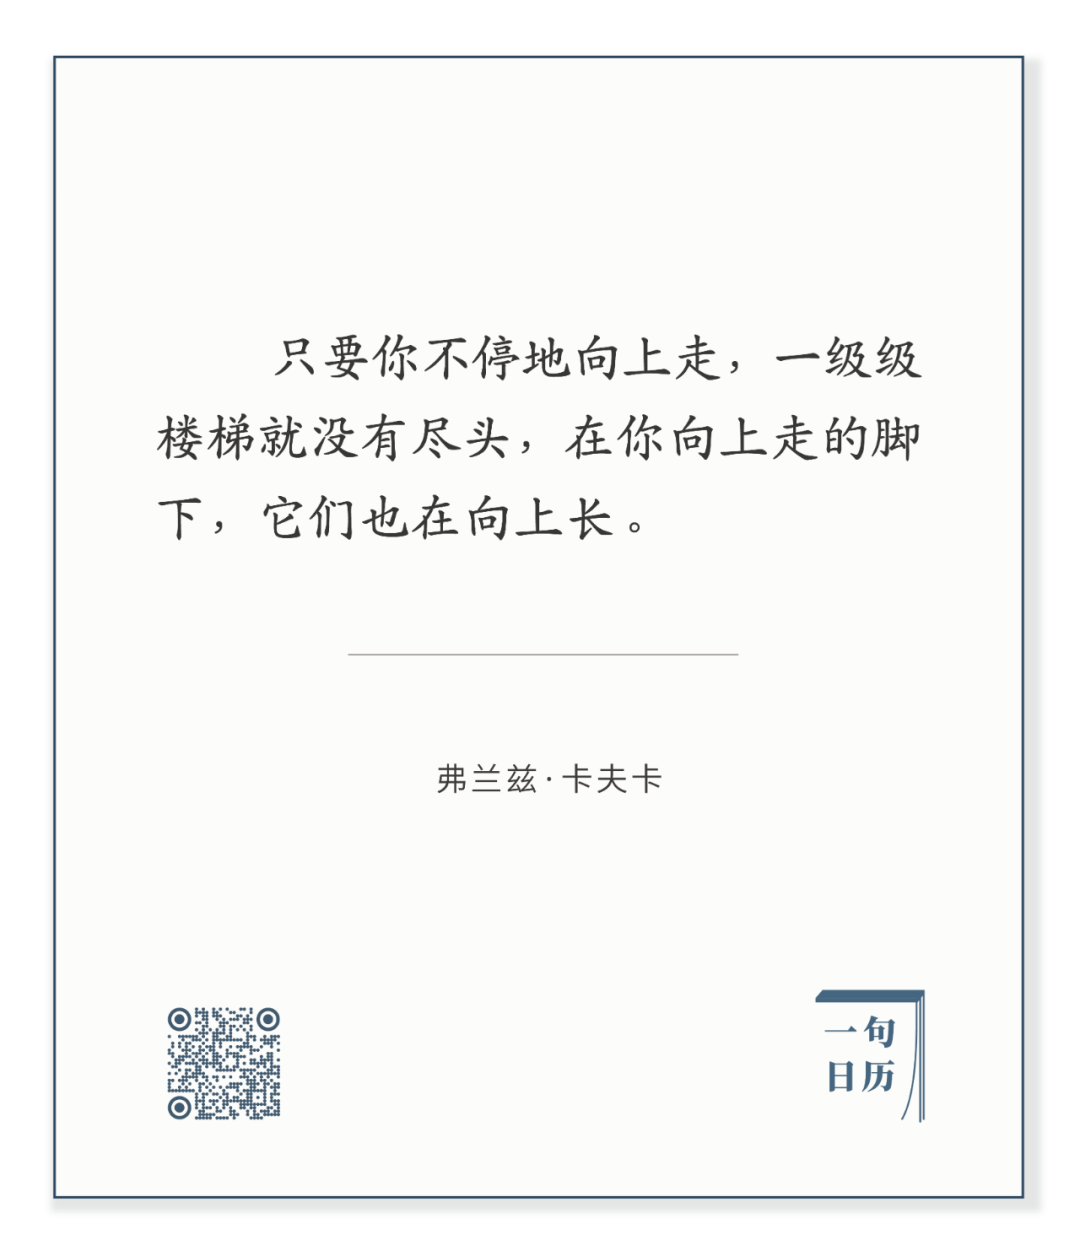 只要你不停地向上走，一级级
楼梯就没有尽头，在你向上走的脚
下，它们也在向上长。
弗兰兹·卡夫卡
一句
日历